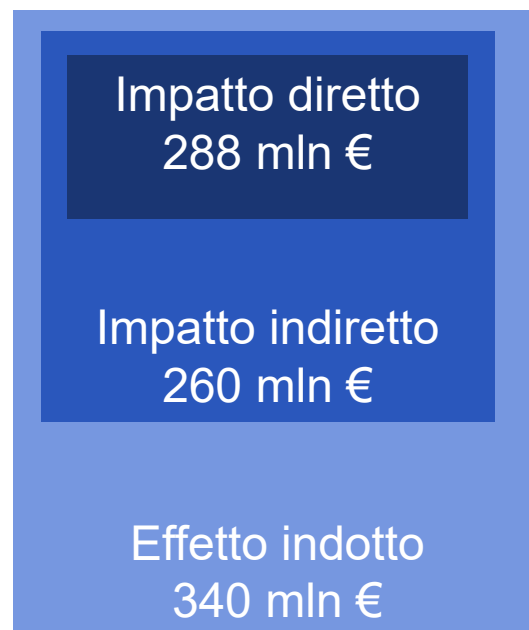 Impatto diretto
288 mln €
Impatto indiretto
260 mln €
Effetto indotto
340 mln €